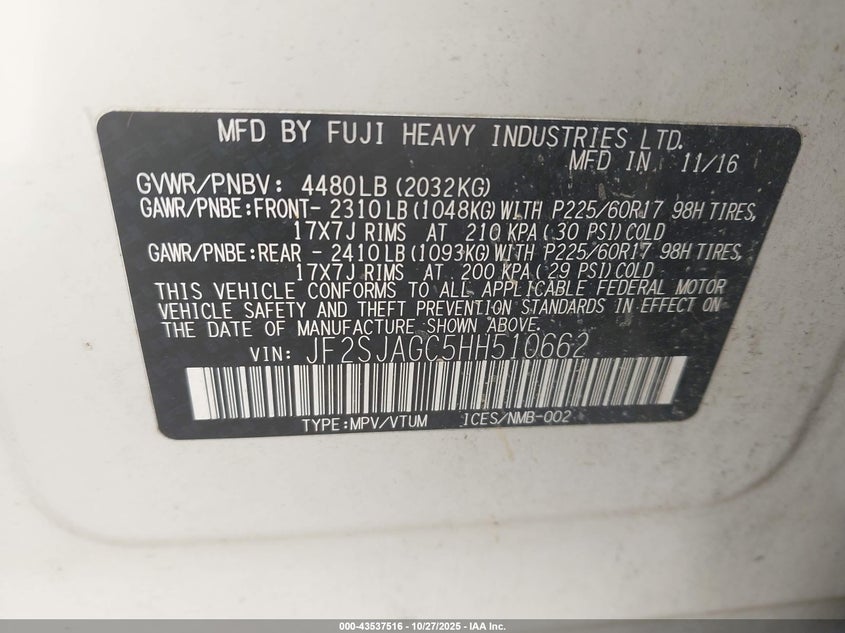 MFD BY FUJI HEAVY INDUSTRIES LTD.
MFD IN 11/16
GVWR/PNBV: 4480LB(2032KG)
GAWR/PNBE:FRONT- 2310LB(1048KG)WITH P225/60R17 98H TIRES,
17X7J RIMS AT 210 KPA( 30 PSI)COLD
GAWR/PNBE:REAR - 2410LB(1093KG)WITH P225/60R17 98H TIRES,
17X7J RIMS AT 200 KPA( 29 PSI)COLD
THIS VEHICLE CONFORMS TO ALL APPLICABLE FEDERAL MOTOR
VEHICLE SAFETY AND THEFT PREVENTION STANDARDS IN EFFECT ON
THE DATE OF MANUFACTURE SHOWN ABOVE.
VIN: JF2SJAGC5HH510662
TYPE:MPV/VTUM ICES/NMB-002
000-43537516 - 10/27/2025 - IAA Inc.